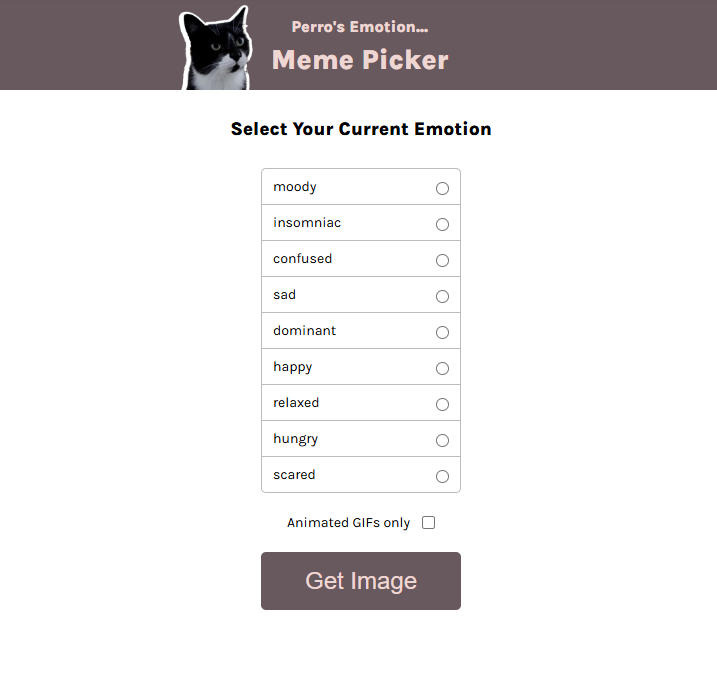 Perro's Emotion...
Meme Picker
Select Your Current Emotion
moody
insomniac
confused
sad
dominant
happy
relaxed
hungry
scared
Animated GIFs only
Get Image